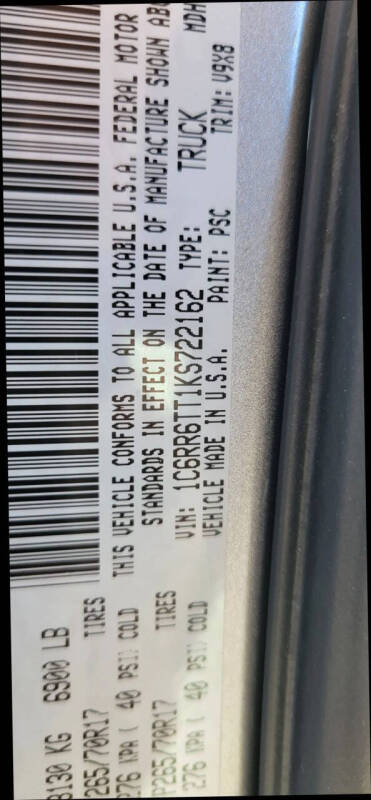 3130 KG 6900 LB
265/70R17 TIRES
276 KPA ( 40 PSI) COLD
P265/70R17 TIRES
276 KPA ( 40 PSI) COLD
THIS VEHICLE CONFORMS TO ALL APPLICABLE U.S.A. FEDERAL MOTOR
STANDARDS IN EFFECT ON THE DATE OF MANUFACTURE SHOWN AB
VIN: 1C6RR6TT1KS722162 TYPE: TRUCK MDH
VEHICLE MADE IN U.S.A. PAINT: PSC TRIM: V9X8